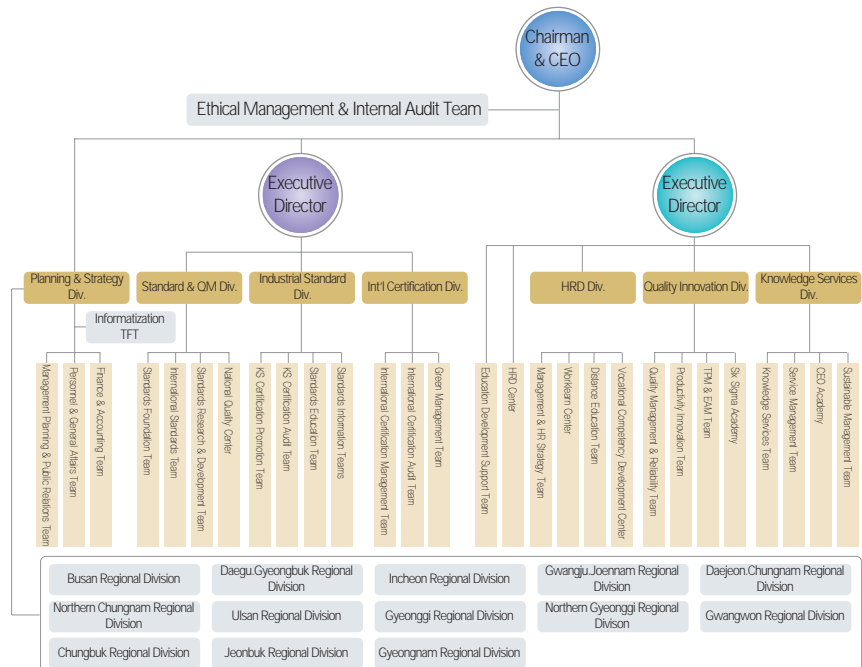 Chairman
& CEO
Ethical Management & Internal Audit Team
Executive
Director
Executive
Director
Planning & Strategy
Div.
Standard & QM Div.
Industrial Standard
Div.
Int'l Certification Div.
HRD Div.
Quality Innovation Div.
Knowledge Services
Div.
Informatization
TFT
Management Planning & Public Relations Team
Personnel & General Affairs Team
Finance & Accounting Team
Standards Foundation Team
International Standards Team
Standards Research & Development Team
National Quality Center
KS Certification Promotion Team
KS Certification Audit Team
Standards Education Team
Standards Information Teams
International Certification Management Team
International Certification Audit Team
Green Management Team
Education Development Support Team
HRD Center
Management & HR Strategy Team
Worklearn Center
Distance Education Team
Vocational Competency Development Center
Quality Management & Reliability Team
Productivity Innovation Team
TPM & EAM Team
Six Sigma Academy
Knowledge Services Team
Service Management Team
CEO Academy
Sustainable Management Team
Busan Regional Division
Daegu.Gyeongbuk Regional
Division
Incheon Regional Division
Gwangju.Joennam Regional
Division
Daejeon.Chungnam Regional
Division
Northern Chungnam Regional
Division
Ulsan Regional Division
Gyeonggi Regional Division
Northern Gyeonggi Regional
Divison
Gwangwon Regional Division
Chungbuk Regional Division
Jeonbuk Regional Division
Gyeongnam Regional Division